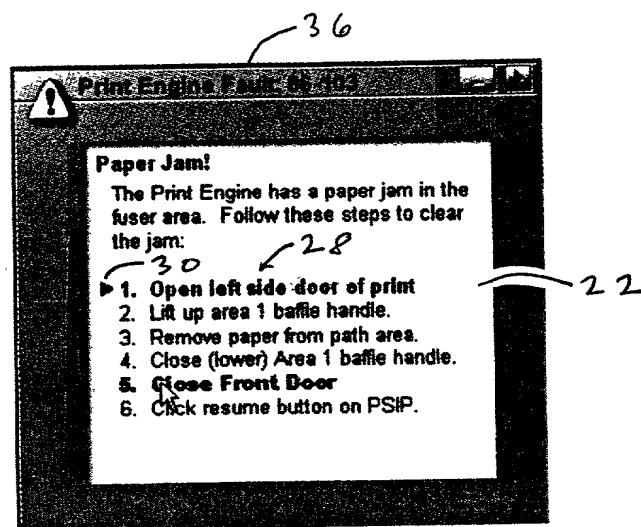 36
Print Engine Fault:
Paper Jam!
The Print Engine has a paper jam in the
fuser area. Follow these steps to clear
the jam:
30
28
1. Open left side door of print
22
2. Lift up area 1 baffle handle.
3. Remove paper from path area.
4. Close (lower) Area 1 baffle handle.
5. Close Front Door
6. Click resume button on PSIP.